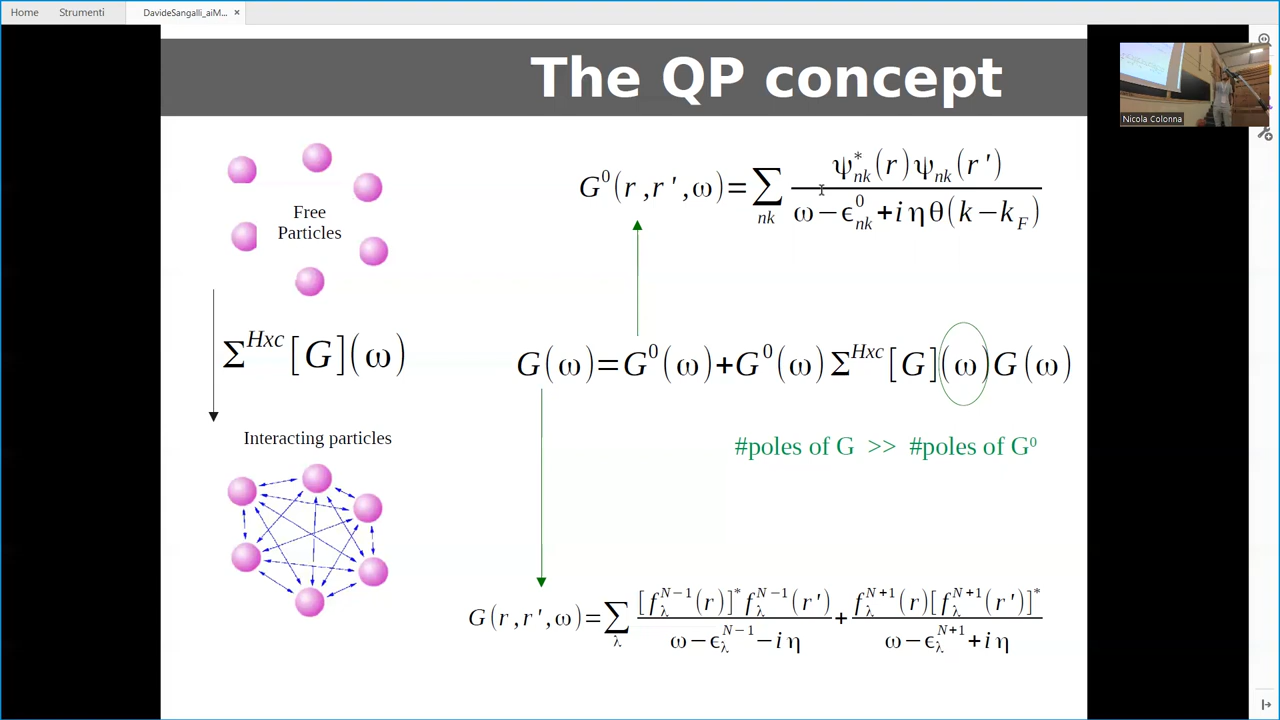 Home Strumenti DavideSangalli_aiM... ×
The QP concept
Nicola Colonna
Free
Particles
G⁰(r,r',ω)=∑ₙₖ ψ*ₙₖ(r)ψₙₖ(r') / ω−ϵ⁰ₙₖ+iηθ(k−k_F)
Σ^Hxc[G](ω)
G(ω)=G⁰(ω)+G⁰(ω)Σ^Hxc[G](ω)G(ω)
Interacting particles
#poles of G >> #poles of G⁰
G(r,r',ω)=∑_λ [f_λ^N−1(r)]* f_λ^N−1(r') / ω−ϵ_λ^N−1−iη + f_λ^N+1(r)[f_λ^N+1(r')]* / ω−ϵ_λ^N+1+iη